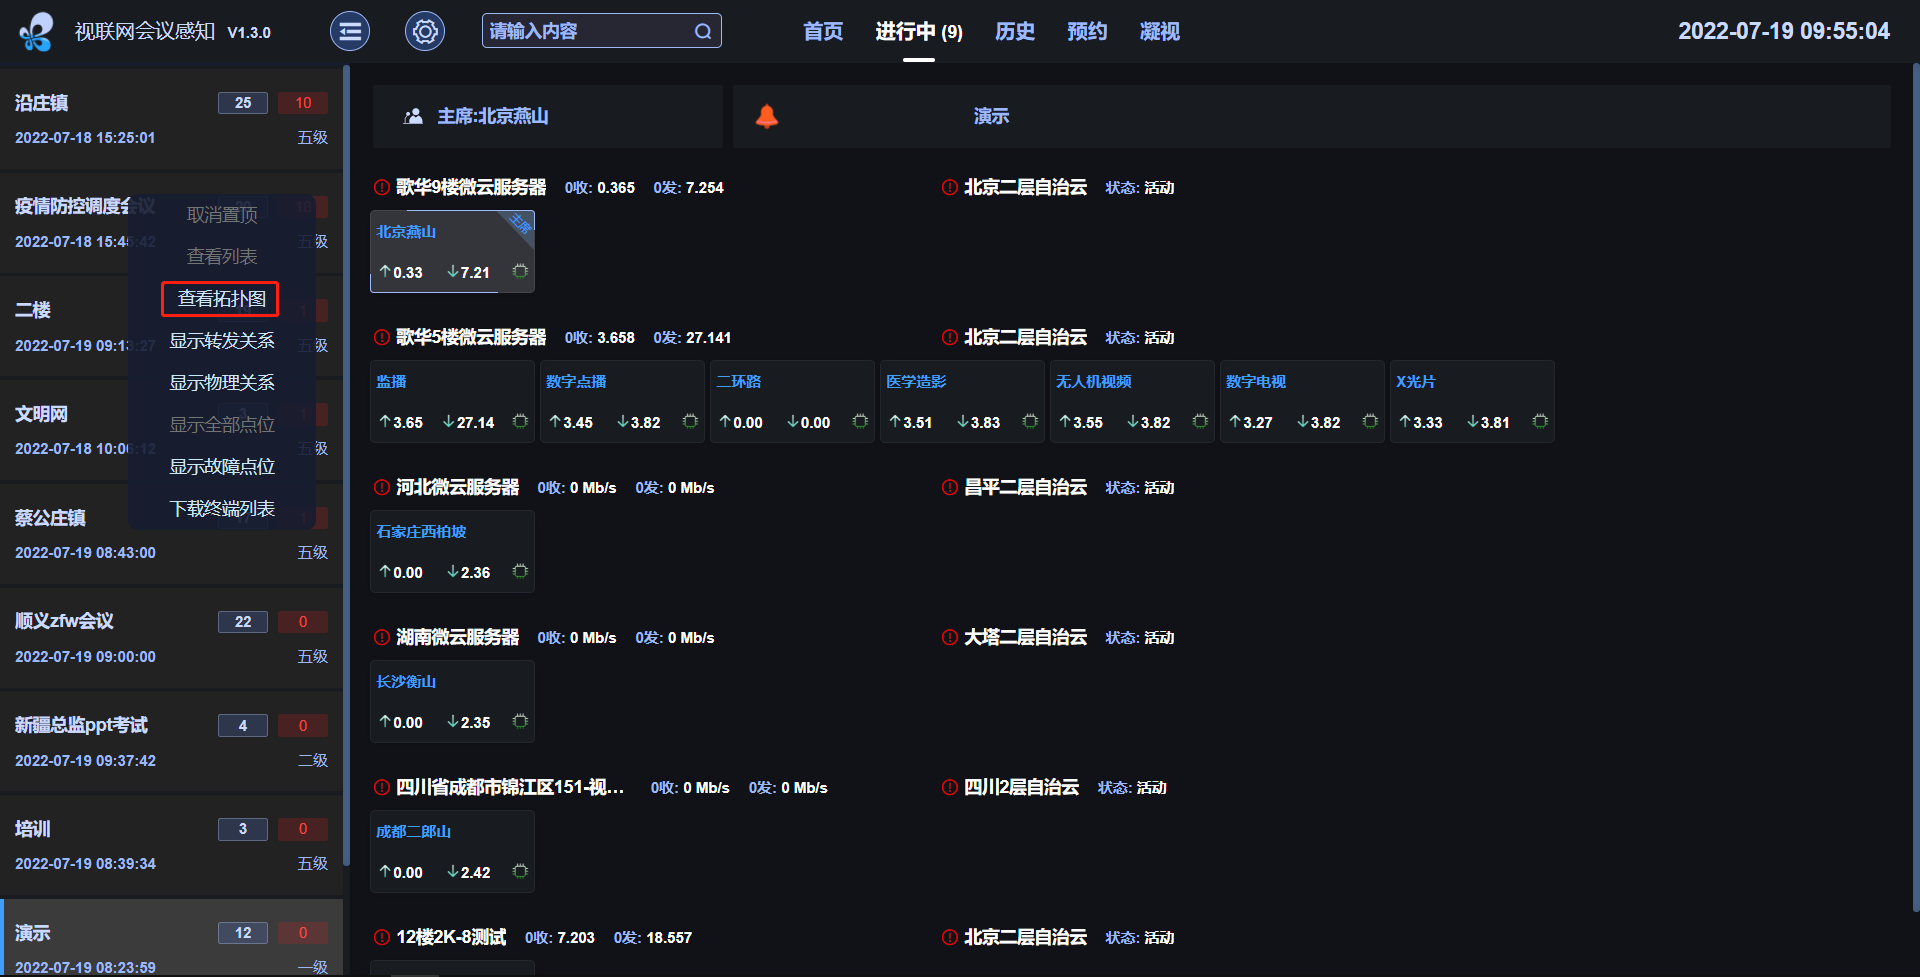 视联网会议感知 V1.3.0
请输入内容
首页 进行中 (9) 历史 预约 凝视
2022-07-19 09:55:04
沿庄镇 25 10
2022-07-18 15:25:01 五级
疫情防控调度会议 20 18
2022-07-18 15:45:42 五级
二楼 1
2022-07-19 09:13:27 五级
文明网 3 1
2022-07-18 10:06:12 五级
蔡公庄镇 17 1
2022-07-19 08:43:00 五级
顺义zfw会议 22 0
2022-07-19 09:00:00 五级
新疆总监ppt考试 4 0
2022-07-19 09:37:42 二级
培训 3 0
2022-07-19 08:39:34 五级
演示 12 0
2022-07-19 08:23:59 一级
取消置顶
查看列表
查看拓扑图
显示转发关系
显示物理关系
显示全部点位
显示故障点位
下载终端列表
主席:北京燕山
演示
歌华9楼微云服务器 0收: 0.365 0发: 7.254 北京二层自治云 状态: 活动
北京燕山 主席
0.33 7.21
歌华5楼微云服务器 0收: 3.658 0发: 27.141 北京二层自治云 状态: 活动
监播 数字点播 二环路 医学造影 无人机视频 数字电视 X光片
3.65 27.14 3.45 3.82 0.00 0.00 3.51 3.83 3.55 3.82 3.27 3.82 3.33 3.81
河北微云服务器 0收: 0 Mb/s 0发: 0 Mb/s 昌平二层自治云 状态: 活动
石家庄西柏坡
0.00 2.36
湖南微云服务器 0收: 0 Mb/s 0发: 0 Mb/s 大塔二层自治云 状态: 活动
长沙衡山
0.00 2.35
四川省成都市锦江区151-视... 0收: 0 Mb/s 0发: 0 Mb/s 四川2层自治云 状态: 活动
成都二郎山
0.00 2.42
12楼2K-8测试 0收: 7.203 0发: 18.557 北京二层自治云 状态: 活动